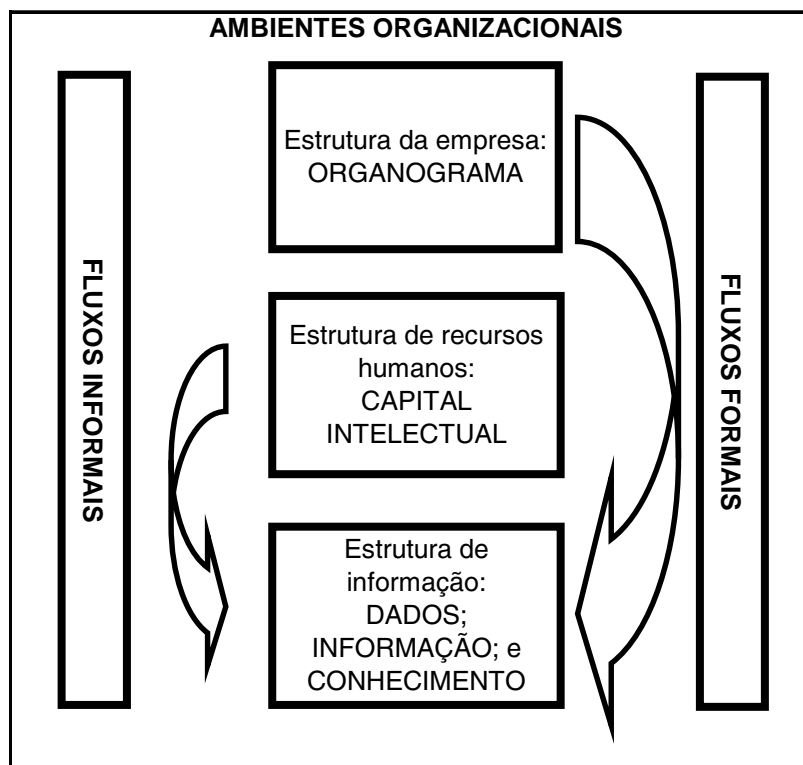 AMBIENTES ORGANIZACIONAIS
FLUXOS INFORMAIS
Estrutura da empresa:
ORGANOGRAMA
Estrutura de recursos
humanos:
CAPITAL
INTELECTUAL
Estrutura de
informação:
DADOS;
INFORMAÇÃO; e
CONHECIMENTO
FLUXOS FORMAIS